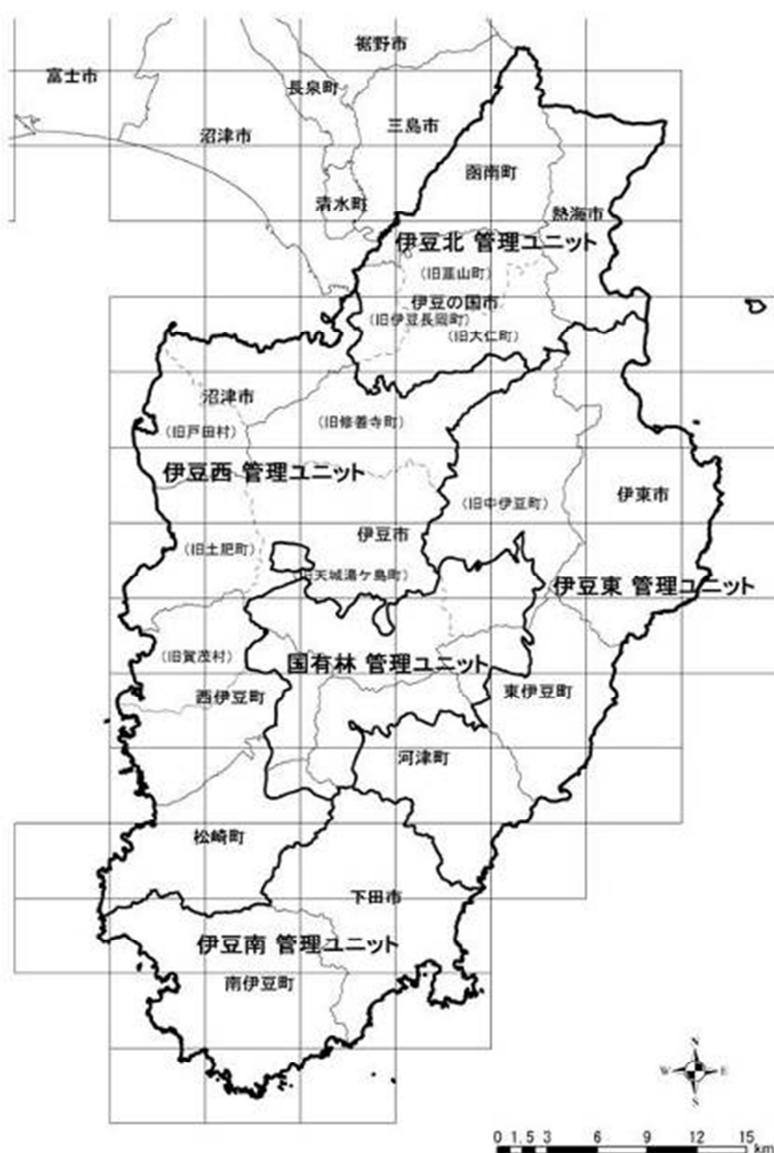 裾野市
富士市
長泉町
三島市
沼津市
函南町
清水町
熱海市
伊豆北 管理ユニット
(旧韮山町)
伊豆の国市
(旧伊豆長岡町)
(旧大仁町)
沼津市
(旧修善寺町)
(旧戸田村)
伊豆西 管理ユニット
伊東市
(旧中伊豆町)
伊豆市
(旧土肥町)
旧天城湯ケ島町)
伊豆東 管理ユニット
(旧賀茂村)
国有林 管理ユニット
西伊豆町
東伊豆町
河津町
松崎町
下田市
伊豆南 管理ユニット
南伊豆町
N
W E
S
0 1.5 3 6 9 12 15
km